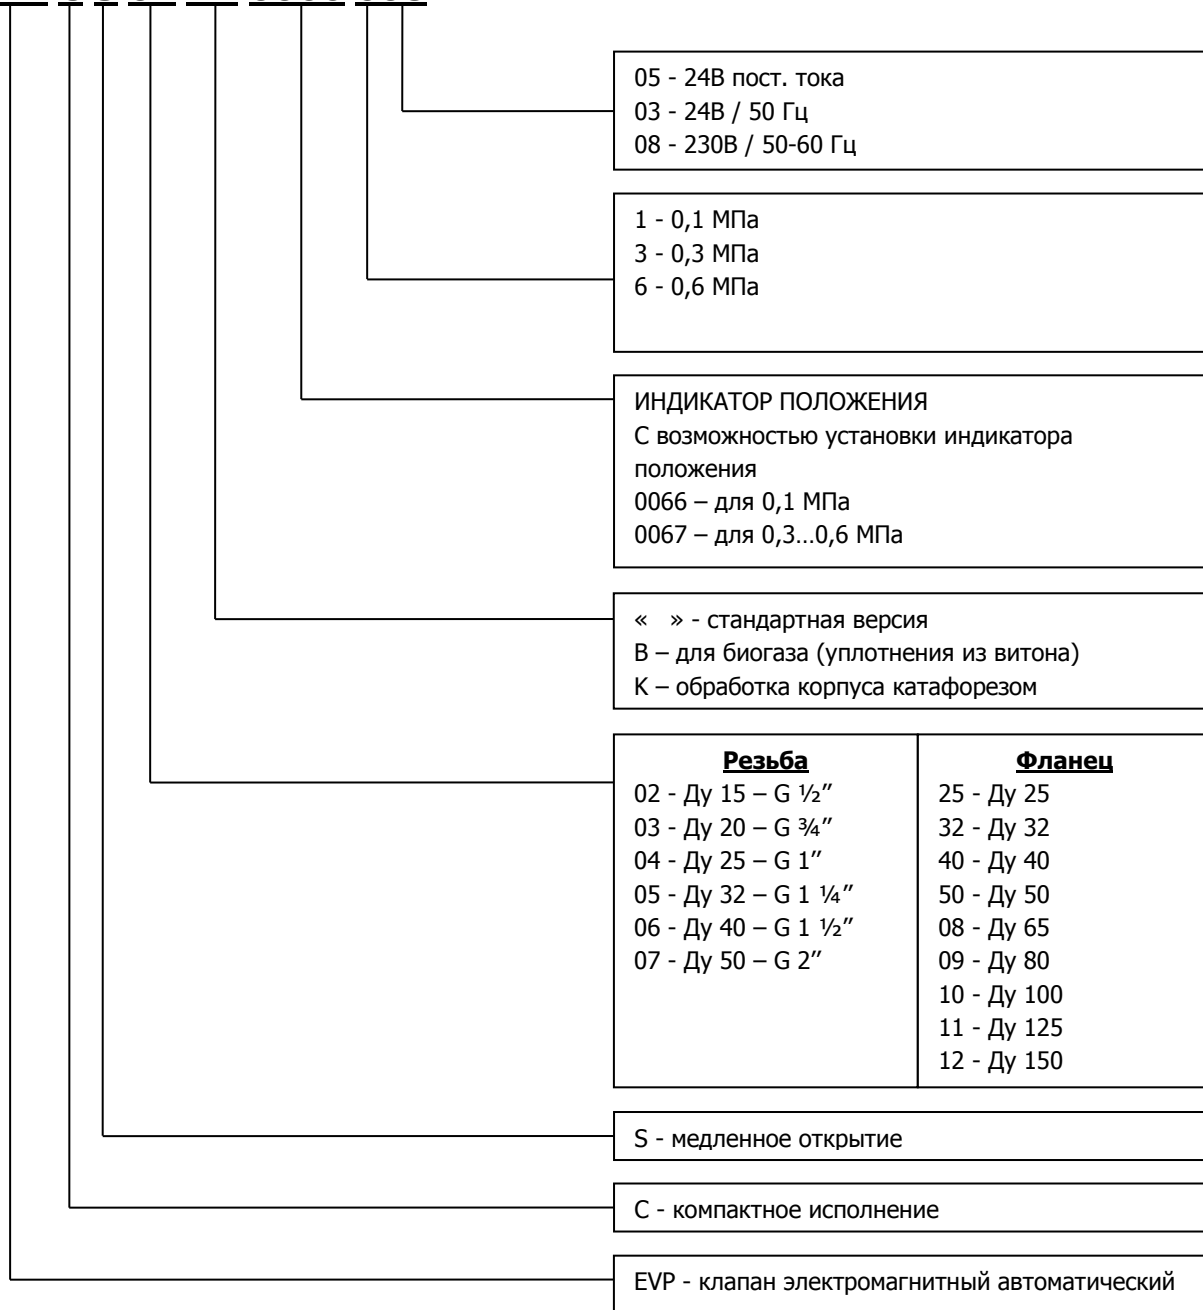 05 - 24В пост. тока
03 - 24В / 50 Гц
08 - 230В / 50-60 Гц
1 - 0,1 МПа
3 - 0,3 МПа
6 - 0,6 МПа
ИНДИКАТОР ПОЛОЖЕНИЯ
С возможностью установки индикатора
положения
0066 – для 0,1 МПа
0067 – для 0,3...0,6 МПа
«   » - стандартная версия
B – для биогаза (уплотнения из витона)
K – обработка корпуса катафорезом
Резьба
02 - Ду 15 – G ½”
03 - Ду 20 – G ¾”
04 - Ду 25 – G 1”
05 - Ду 32 – G 1 ¼”
06 - Ду 40 – G 1 ½”
07 - Ду 50 – G 2”
Фланец
25 - Ду 25
32 - Ду 32
40 - Ду 40
50 - Ду 50
08 - Ду 65
09 - Ду 80
10 - Ду 100
11 - Ду 125
12 - Ду 150
S - медленное открытие
C - компактное исполнение
EVP - клапан электромагнитный автоматический